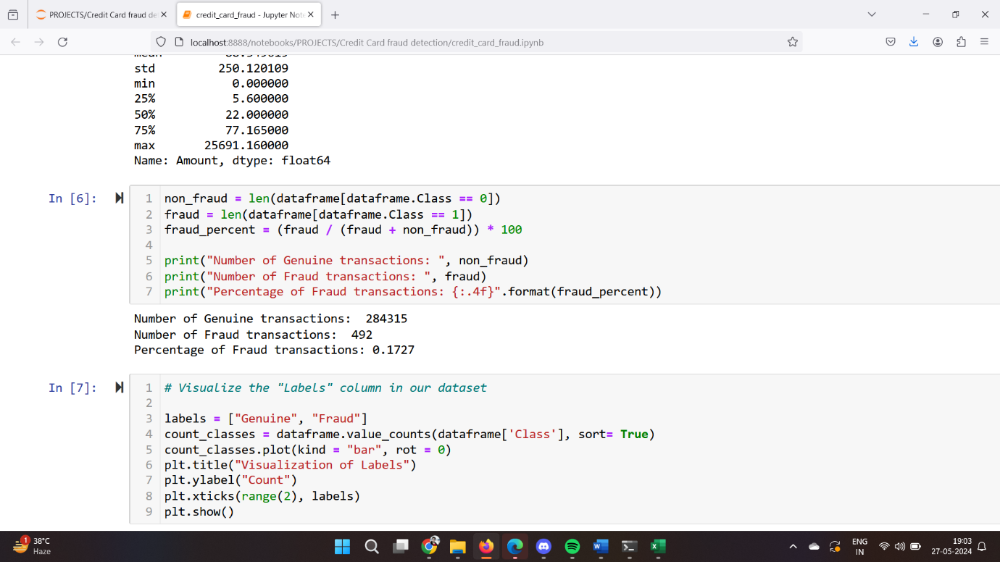 PROJECTS/Credit Card fraud de
credit_card_fraud - Jupyter Not
localhost:8888/notebooks/PROJECTS/Credit Card fraud detection/credit_card_fraud.ipynb
std 250.120109
min 0.000000
25% 5.600000
50% 22.000000
75% 77.165000
max 25691.160000
Name: Amount, dtype: float64
In [6]:
1 non_fraud = len(dataframe[dataframe.Class == 0])
2 fraud = len(dataframe[dataframe.Class == 1])
3 fraud_percent = (fraud / (fraud + non_fraud)) * 100
4
5 print("Number of Genuine transactions: ", non_fraud)
6 print("Number of Fraud transactions: ", fraud)
7 print("Percentage of Fraud transactions: {:.4f}".format(fraud_percent))
Number of Genuine transactions:  284315
Number of Fraud transactions:  492
Percentage of Fraud transactions: 0.1727
In [7]:
1 # Visualize the "Labels" column in our dataset
2
3 labels = ["Genuine", "Fraud"]
4 count_classes = dataframe.value_counts(dataframe['Class'], sort= True)
5 count_classes.plot(kind = "bar", rot = 0)
6 plt.title("Visualization of Labels")
7 plt.ylabel("Count")
8 plt.xticks(range(2), labels)
9 plt.show()
1
38°C
Haze
ENG
IN
19:03
27-05-2024